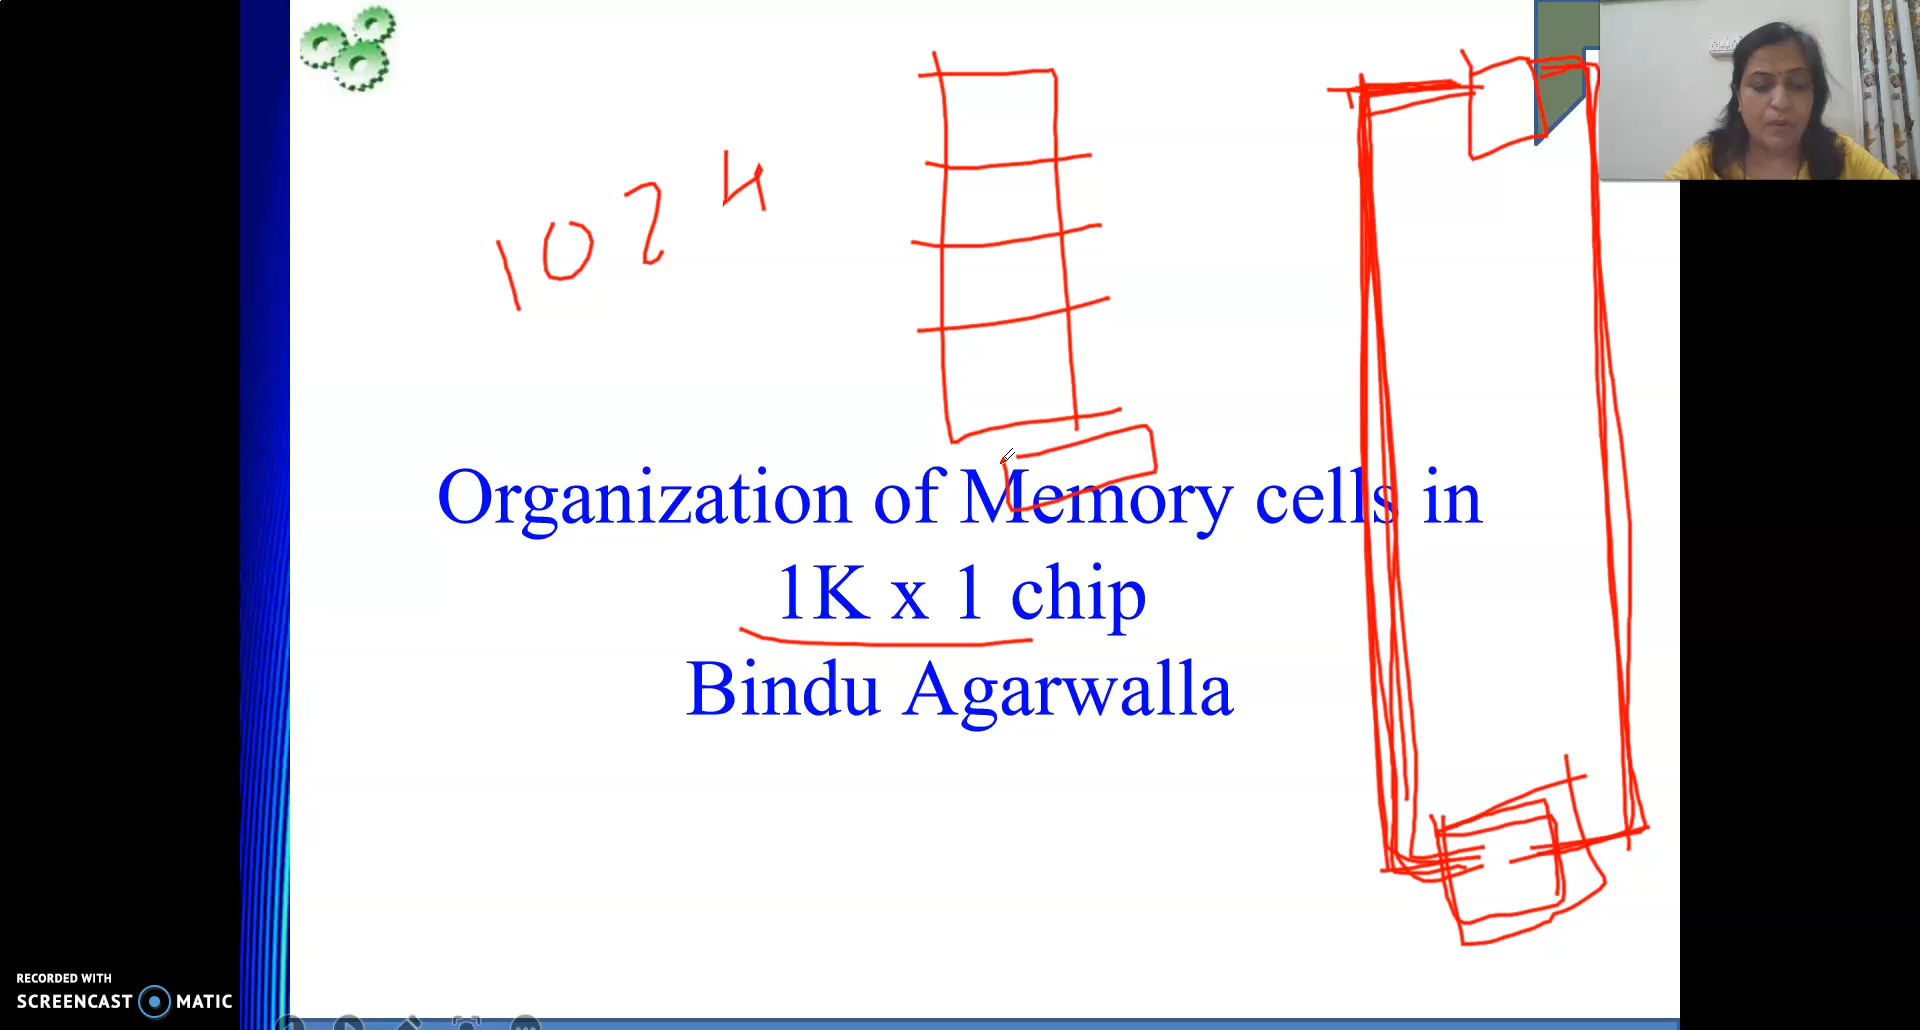 1024
Organization of Memory cells in
1K x 1 chip
Bindu Agarwalla
RECORDED WITH
SCREENCAST MATIC